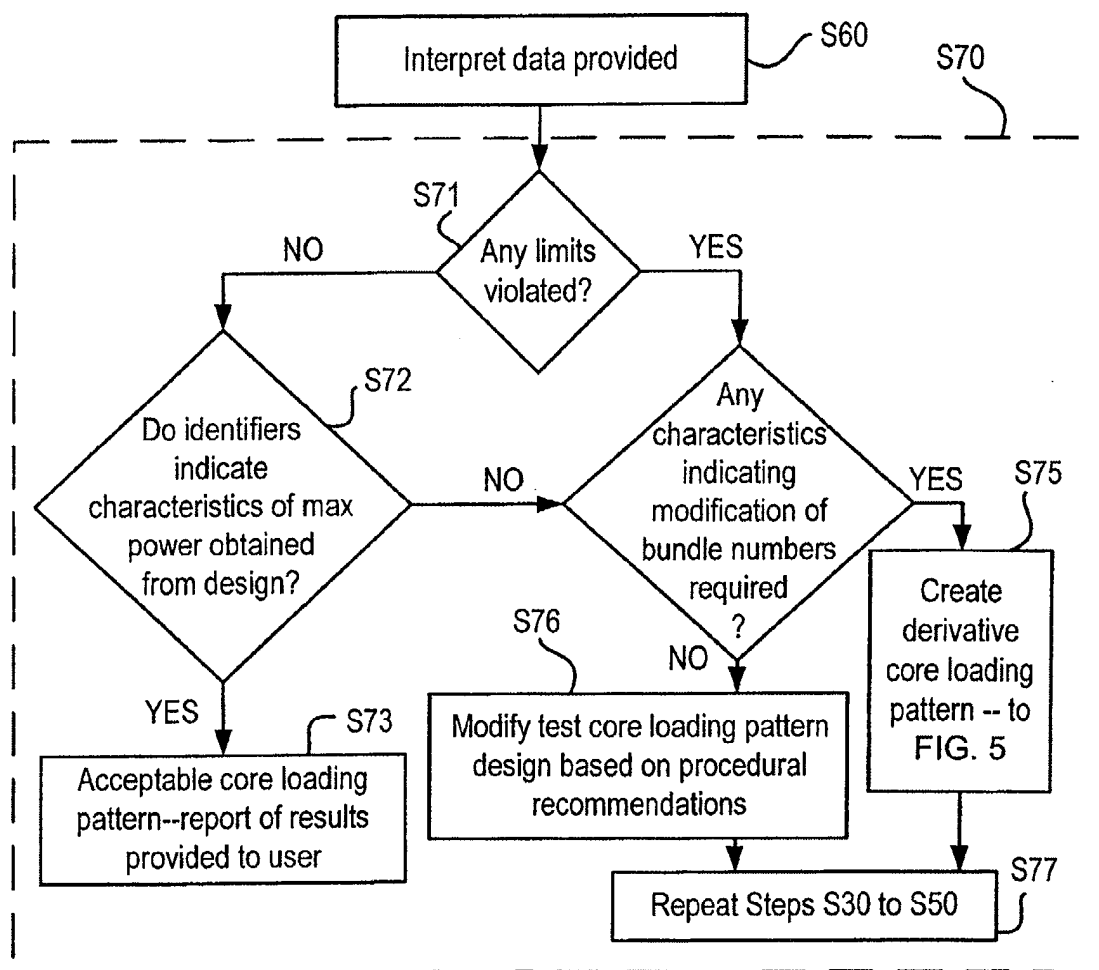 Interpret data provided
S60
S70
S71
Any limits
violated?
NO
YES
S72
Do identifiers
indicate
characteristics of max
power obtained
from design?
NO
Any
characteristics
indicating
modification of
bundle numbers
required
?
YES
S75
Create
derivative
core loading
pattern -- to
FIG. 5
S76
NO
Modify test core loading pattern
design based on procedural
recommendations
YES
S73
Acceptable core loading
pattern--report of results
provided to user
S77
Repeat Steps S30 to S50